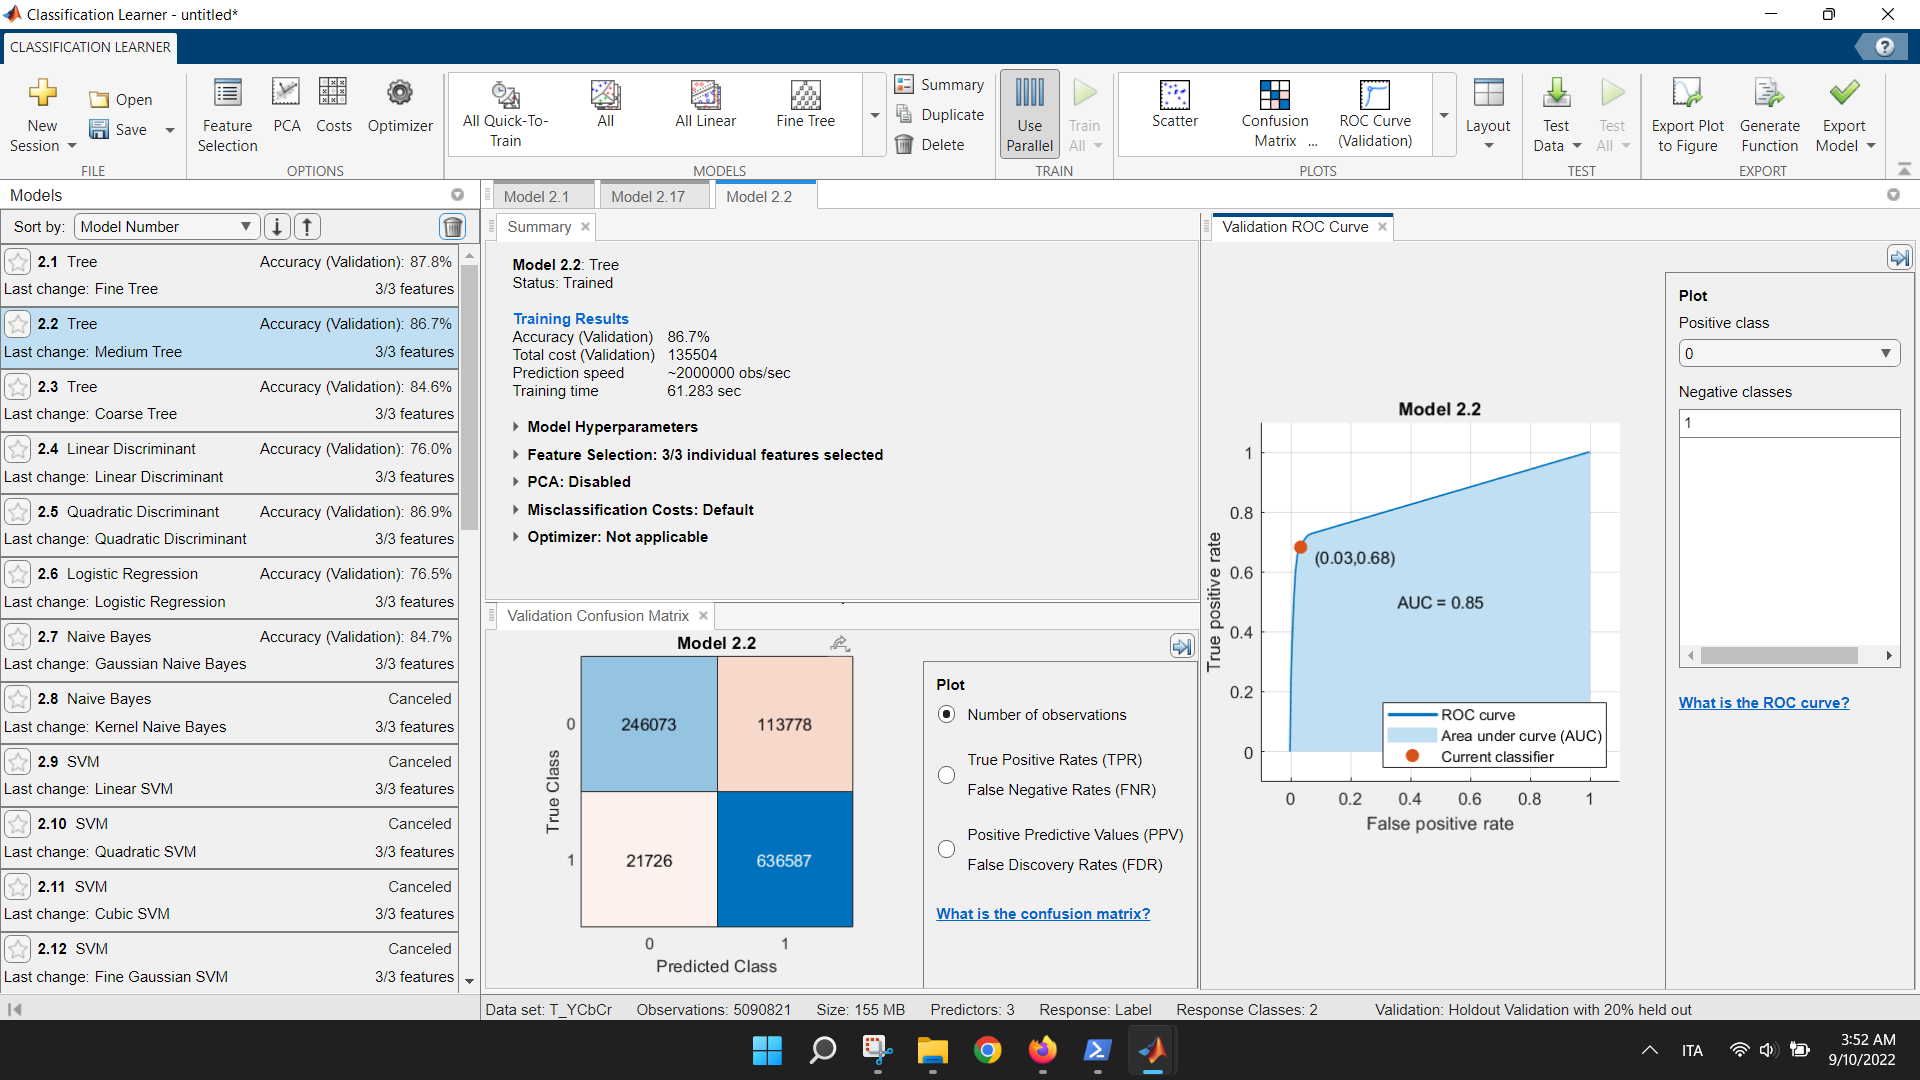 Classification Learner - untitled*
CLASSIFICATION LEARNER
?
New
Session
Open
Save
FILE
Feature
Selection
PCA
Costs
Optimizer
OPTIONS
All Quick-To-
Train
All
All Linear
Fine Tree
Summary
Duplicate
Delete
MODELS
Use
Parallel
Train
All
TRAIN
Scatter
Confusion
Matrix ...
ROC Curve
(Validation)
Layout
PLOTS
Test
Data
Test
All
TEST
Export Plot
to Figure
Generate
Function
Export
Model
EXPORT
Models
Sort by: Model Number
2.1 Tree Accuracy (Validation): 87.8%
Last change: Fine Tree 3/3 features
2.2 Tree Accuracy (Validation): 86.7%
Last change: Medium Tree 3/3 features
2.3 Tree Accuracy (Validation): 84.6%
Last change: Coarse Tree 3/3 features
2.4 Linear Discriminant Accuracy (Validation): 76.0%
Last change: Linear Discriminant 3/3 features
2.5 Quadratic Discriminant Accuracy (Validation): 86.9%
Last change: Quadratic Discriminant 3/3 features
2.6 Logistic Regression Accuracy (Validation): 76.5%
Last change: Logistic Regression 3/3 features
2.7 Naive Bayes Accuracy (Validation): 84.7%
Last change: Gaussian Naive Bayes 3/3 features
2.8 Naive Bayes Canceled
Last change: Kernel Naive Bayes 3/3 features
2.9 SVM Canceled
Last change: Linear SVM 3/3 features
2.10 SVM Canceled
Last change: Quadratic SVM 3/3 features
2.11 SVM Canceled
Last change: Cubic SVM 3/3 features
2.12 SVM Canceled
Last change: Fine Gaussian SVM 3/3 features
Model 2.1
Model 2.17
Model 2.2
Summary
Model 2.2: Tree
Status: Trained
Training Results
Accuracy (Validation) 86.7%
Total cost (Validation) 135504
Prediction speed ~2000000 obs/sec
Training time 61.283 sec
Model Hyperparameters
Feature Selection: 3/3 individual features selected
PCA: Disabled
Misclassification Costs: Default
Optimizer: Not applicable
Validation Confusion Matrix
Model 2.2
0 246073 113778
1 21726 636587
0 1
True Class
Predicted Class
Plot
Number of observations
True Positive Rates (TPR)
False Negative Rates (FNR)
Positive Predictive Values (PPV)
False Discovery Rates (FDR)
What is the confusion matrix?
Validation ROC Curve
Model 2.2
1
0.8
0.6
0.4
0.2
0
True positive rate
(0.03,0.68)
AUC = 0.85
ROC curve
Area under curve (AUC)
Current classifier
0 0.2 0.4 0.6 0.8 1
False positive rate
Plot
Positive class
0
Negative classes
1
What is the ROC curve?
Data set: T_YCbCr Observations: 5090821 Size: 155 MB Predictors: 3 Response: Label Response Classes: 2 Validation: Holdout Validation with 20% held out
ITA
3:52 AM
9/10/2022